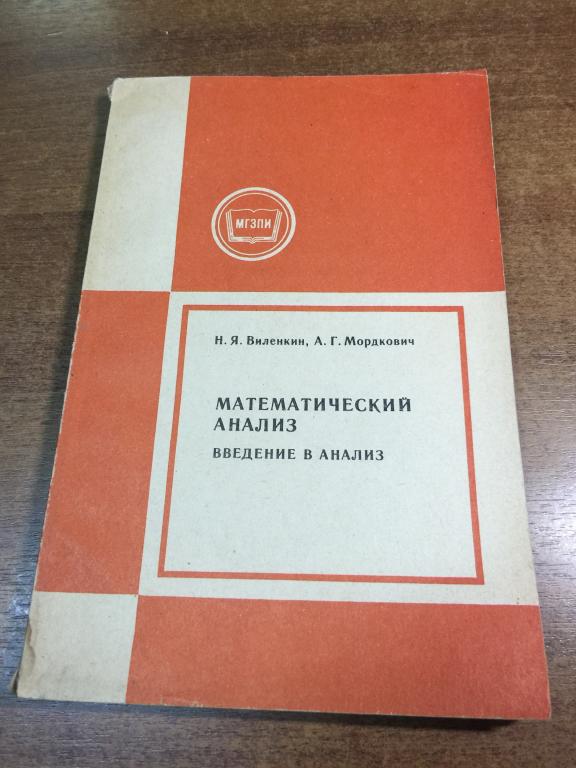 МГЗПИ
Н. Я. Виленкин, А. Г. Мордкович
МАТЕМАТИЧЕСКИЙ
АНАЛИЗ
ВВЕДЕНИЕ В АНАЛИЗ